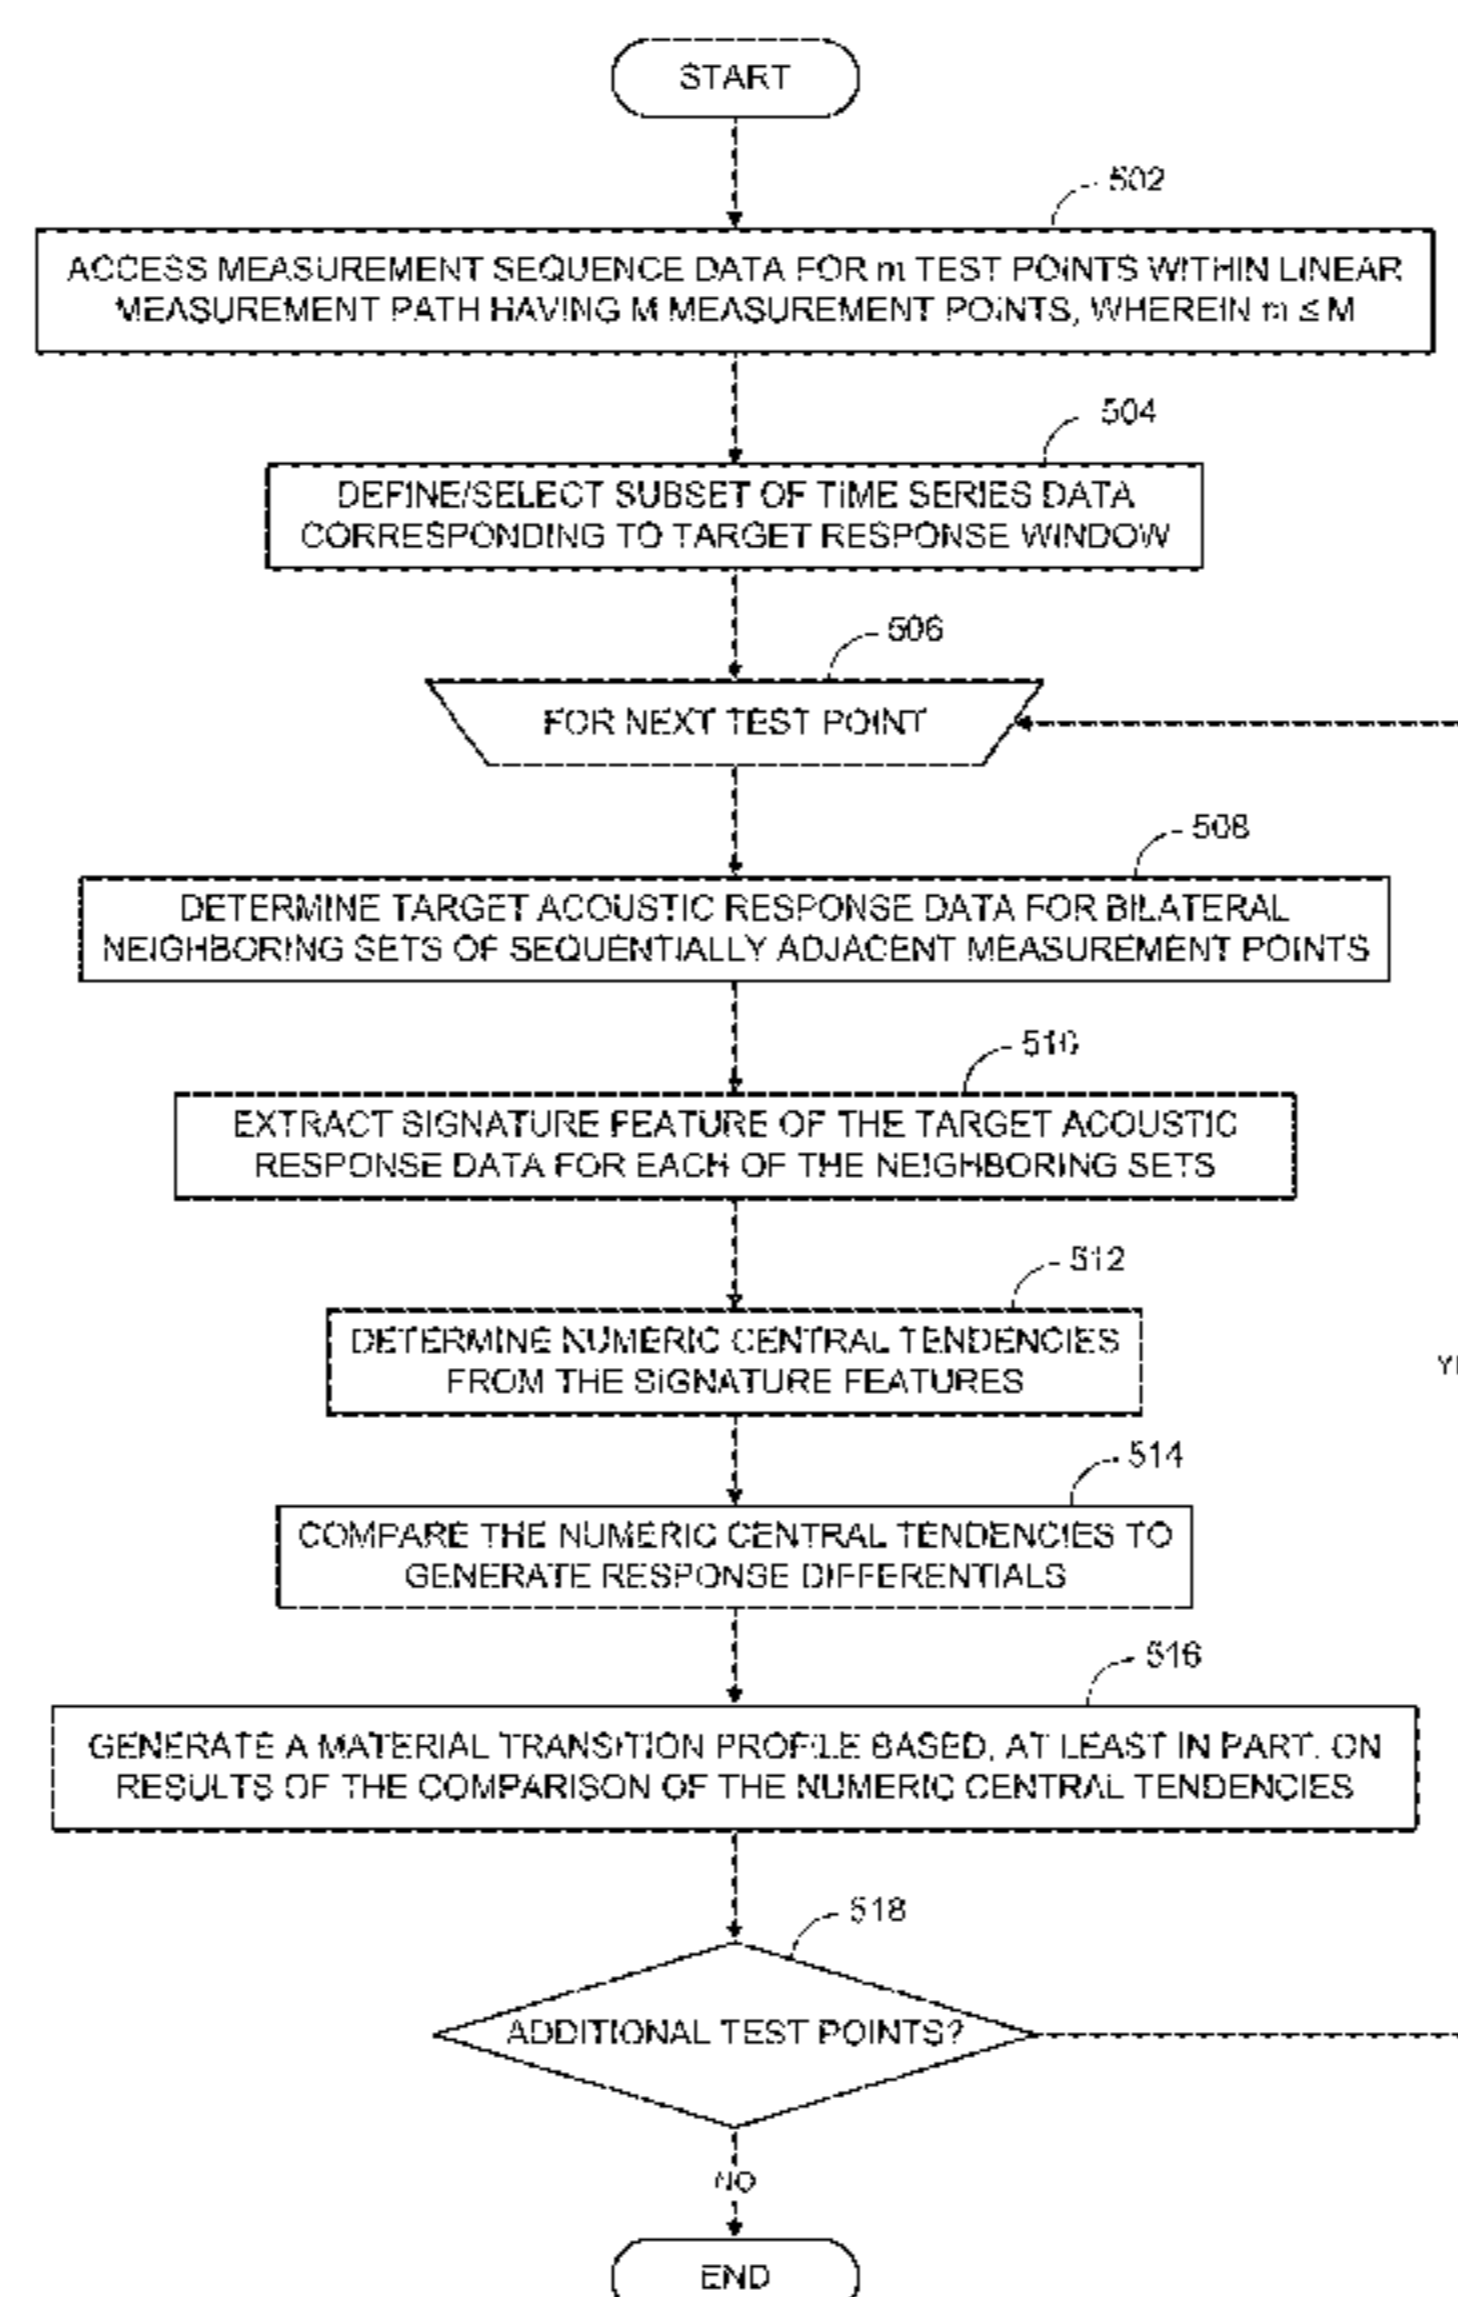 START
502
ACCESS MEASUREMENT SEQUENCE DATA FOR m TEST POINTS WITHIN LINEAR
MEASUREMENT PATH HAVING M MEASUREMENT POINTS, WHEREIN m ≤ M
504
DEFINE/SELECT SUBSET OF TIME SERIES DATA
CORRESPONDING TO TARGET RESPONSE WINDOW
506
FOR NEXT TEST POINT
508
DETERMINE TARGET ACOUSTIC RESPONSE DATA FOR BILATERAL
NEIGHBORING SETS OF SEQUENTIALLY ADJACENT MEASUREMENT POINTS
510
EXTRACT SIGNATURE FEATURE OF THE TARGET ACOUSTIC
RESPONSE DATA FOR EACH OF THE NEIGHBORING SETS
512
DETERMINE NUMERIC CENTRAL TENDENCIES
FROM THE SIGNATURE FEATURES
514
COMPARE THE NUMERIC CENTRAL TENDENCIES TO
GENERATE RESPONSE DIFFERENTIALS
516
GENERATE A MATERIAL TRANSITION PROFILE BASED, AT LEAST IN PART, ON
RESULTS OF THE COMPARISON OF THE NUMERIC CENTRAL TENDENCIES
518
ADDITIONAL TEST POINTS?
NO
END